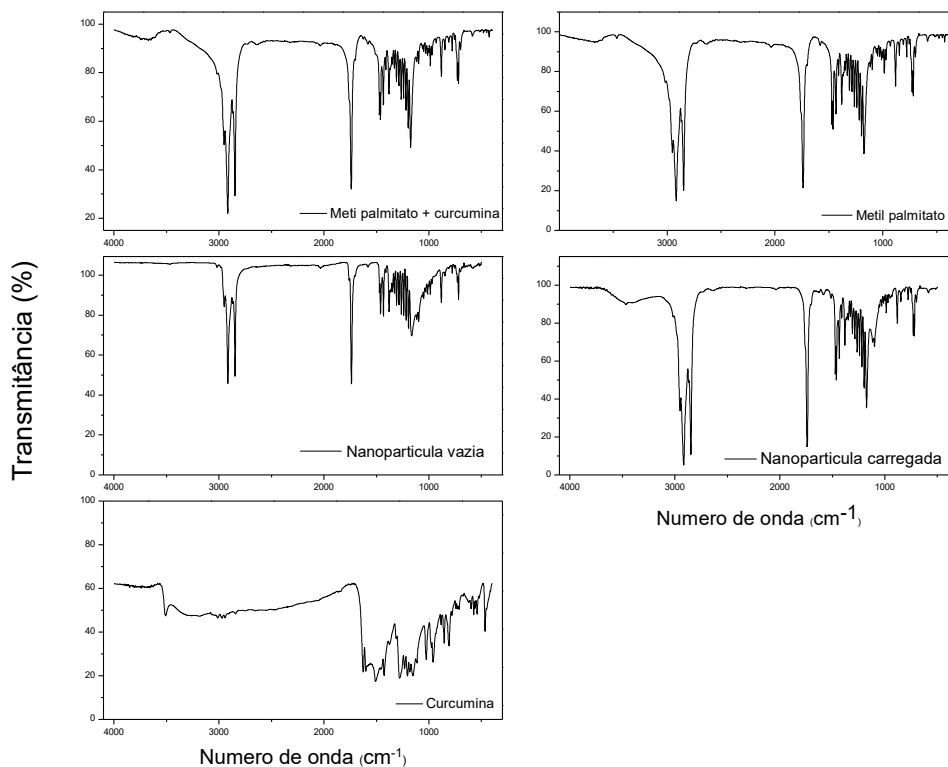 Transmitância (%)
100
80
60
40
20
4000 3000 2000 1000
Meti palmitato + curcumina
100
80
60
40
20
0
3000 2000 1000
Metil palmitato
100
80
60
40
20
0
4000 3000 2000 1000
Nanoparticula vazia
100
80
60
40
20
0
4000 3000 2000 1000
Nanoparticula carregada
Numero de onda (cm-1)
100
80
60
40
20
0
4000 3000 2000 1000
Curcumina
Numero de onda (cm-1)